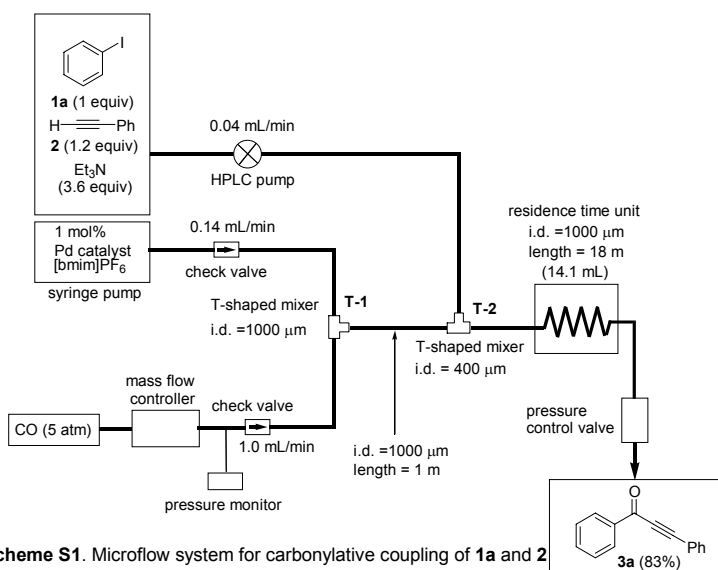 I
1a (1 equiv)
H Ph
2 (1.2 equiv)
Et3N
(3.6 equiv)
0.04 mL/min
HPLC pump
1 mol%
Pd catalyst
[bmim]PF6
syringe pump
0.14 mL/min
check valve
T-shaped mixer
i.d. =1000 μm
T-1
T-2
T-shaped mixer
i.d. = 400 μm
residence time unit
i.d. =1000 μm
length = 18 m
(14.1 mL)
mass flow
controller
CO (5 atm)
check valve
1.0 mL/min
pressure monitor
i.d. =1000 μm
length = 1 m
pressure
control valve
O
Ph
3a (83%)
cheme S1. Microflow system for carbonylative coupling of 1a and 2